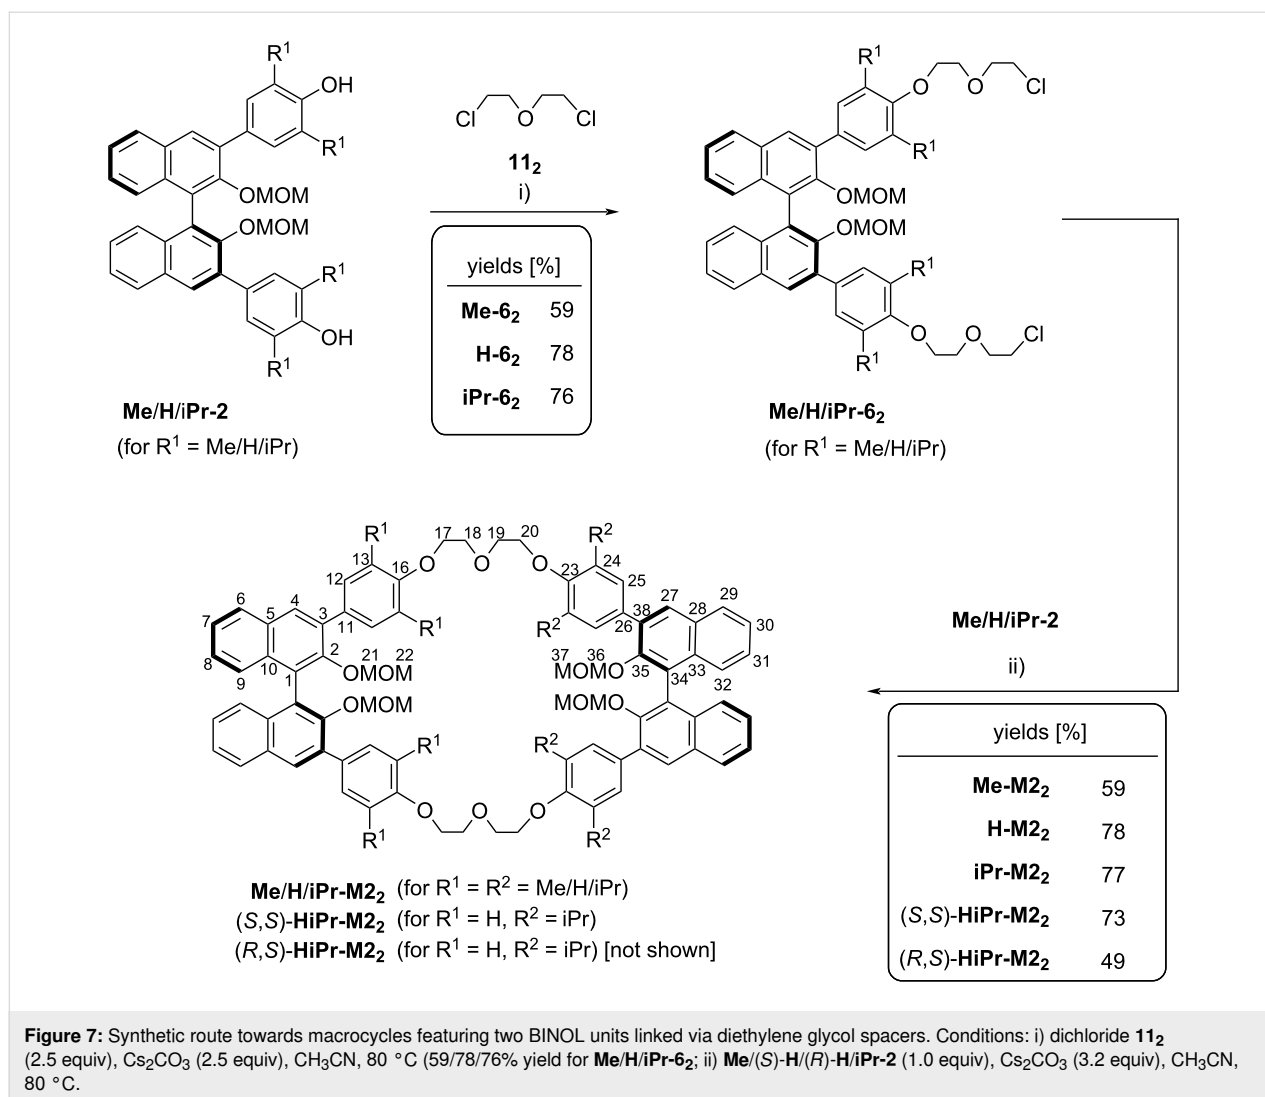 R¹
OH
R¹
OMOM
OMOM
R¹
OH
R¹
Me/H/iPr-2
(for R¹ = Me/H/iPr)
Cl O Cl
11₂
i)
yields [%]
Me-6₂ 59
H-6₂ 78
iPr-6₂ 76
R¹
O O Cl
R¹
OMOM
OMOM
R¹
O O Cl
R¹
Me/H/iPr-6₂
(for R¹ = Me/H/iPr)
Me/H/iPr-2
ii)
yields [%]
Me-M2₂ 59
H-M2₂ 78
iPr-M2₂ 77
(S,S)-HiPr-M2₂ 73
(R,S)-HiPr-M2₂ 49
R¹ 17 18 19 20 R²
13 16 O O O 23 24
12 25
6 4 27 29
7 5 3 11 R¹ R² 26 38 28 30
8 10 2 21 22 37 36 35 33 31
9 1 OMOM MOMO 34 32
OMOM MOMO
R¹ R²
O O O
R¹ R²
Me/H/iPr-M2₂ (for R¹ = R² = Me/H/iPr)
(S,S)-HiPr-M2₂ (for R¹ = H, R² = iPr)
(R,S)-HiPr-M2₂ (for R¹ = H, R² = iPr) [not shown]
Figure 7: Synthetic route towards macrocycles featuring two BINOL units linked via diethylene glycol spacers. Conditions: i) dichloride 11₂
(2.5 equiv), Cs₂CO₃ (2.5 equiv), CH₃CN, 80 °C (59/78/76% yield for Me/H/iPr-6₂; ii) Me/(S)-H/(R)-H/iPr-2 (1.0 equiv), Cs₂CO₃ (3.2 equiv), CH₃CN,
80 °C.